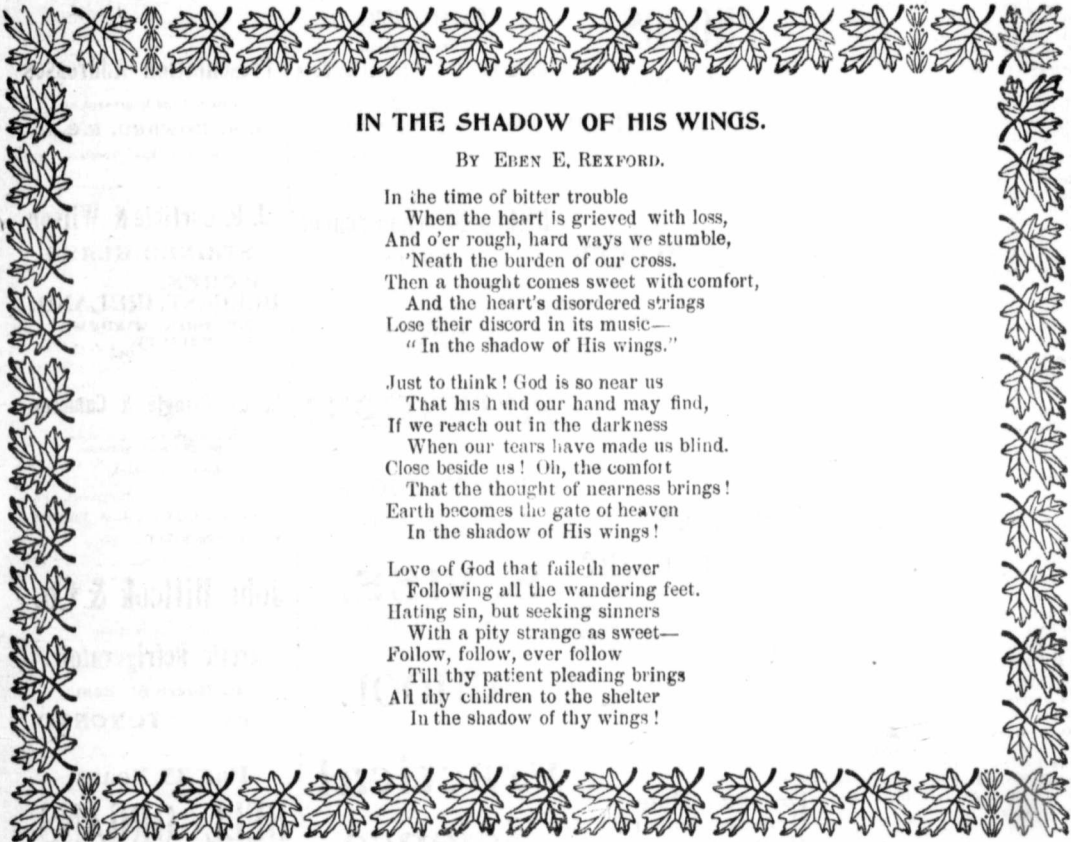 IN THE SHADOW OF HIS WINGS.
BY EBEN E. REXFORD.
In the time of bitter trouble
When the heart is grieved with loss,
And o'er rough, hard ways we stumble,
'Neath the burden of our cross.
Then a thought comes sweet with comfort,
And the heart's disordered strings
Lose their discord in its music—
"In the shadow of His wings."
Just to think! God is so near us
That his hand our hand may find,
If we reach out in the darkness
When our tears have made us blind.
Close beside us! Oh, the comfort
That the thought of nearness brings!
Earth becomes the gate of heaven
In the shadow of His wings!
Love of God that faileth never
Following all the wandering feet.
Hating sin, but seeking sinners
With a pity strange as sweet—
Follow, follow, ever follow
Till thy patient pleading brings
All thy children to the shelter
In the shadow of thy wings!